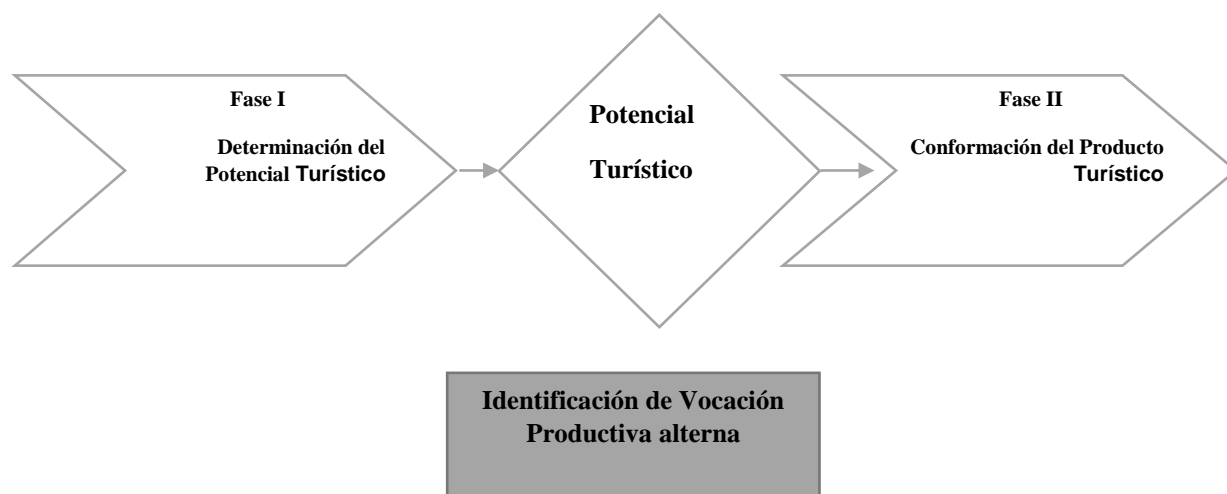 Fase I
Determinación del
Potencial Turístico
Potencial
Turístico
Fase II
Conformación del Producto
Turístico
Identificación de Vocación
Productiva alterna